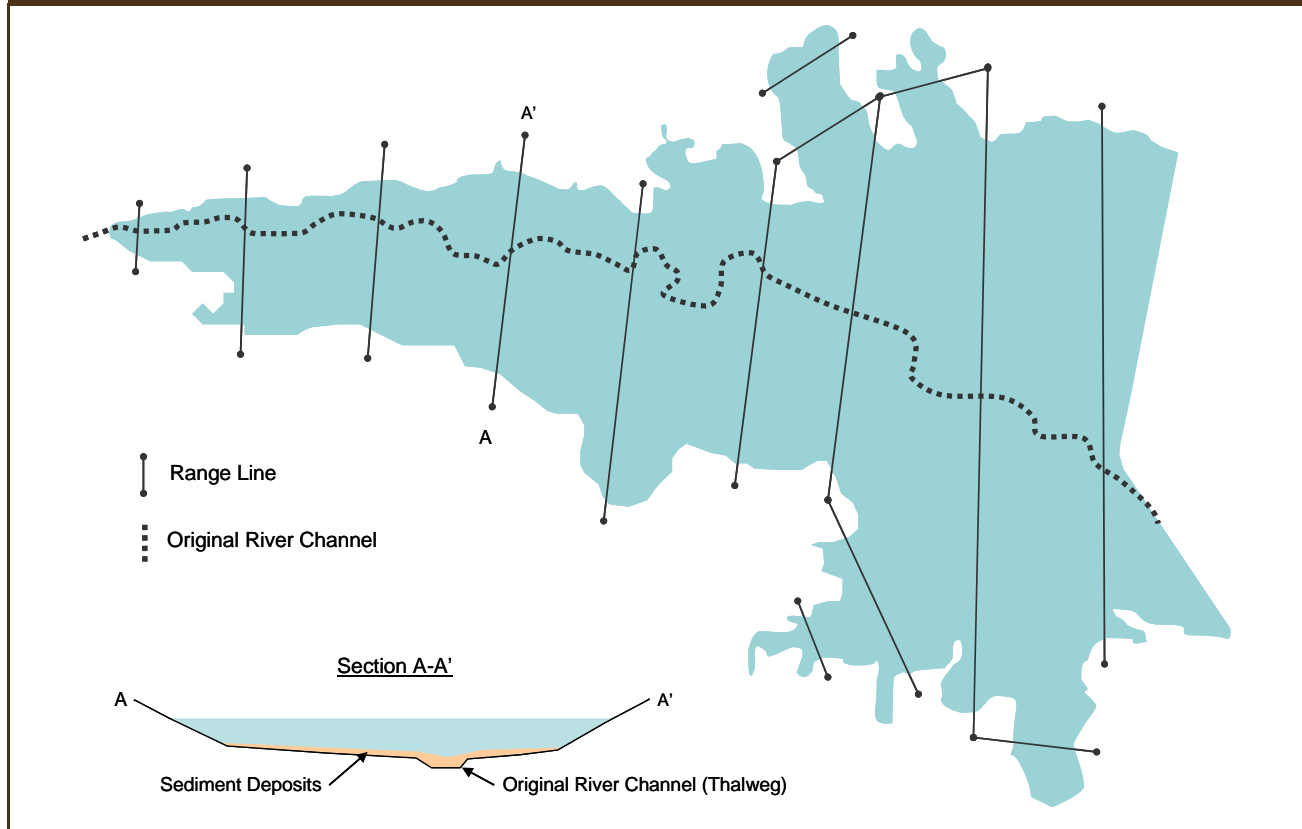 A'
A
Range Line
Original River Channel
Section A-A'
A
A'
Sediment Deposits
Original River Channel (Thalweg)